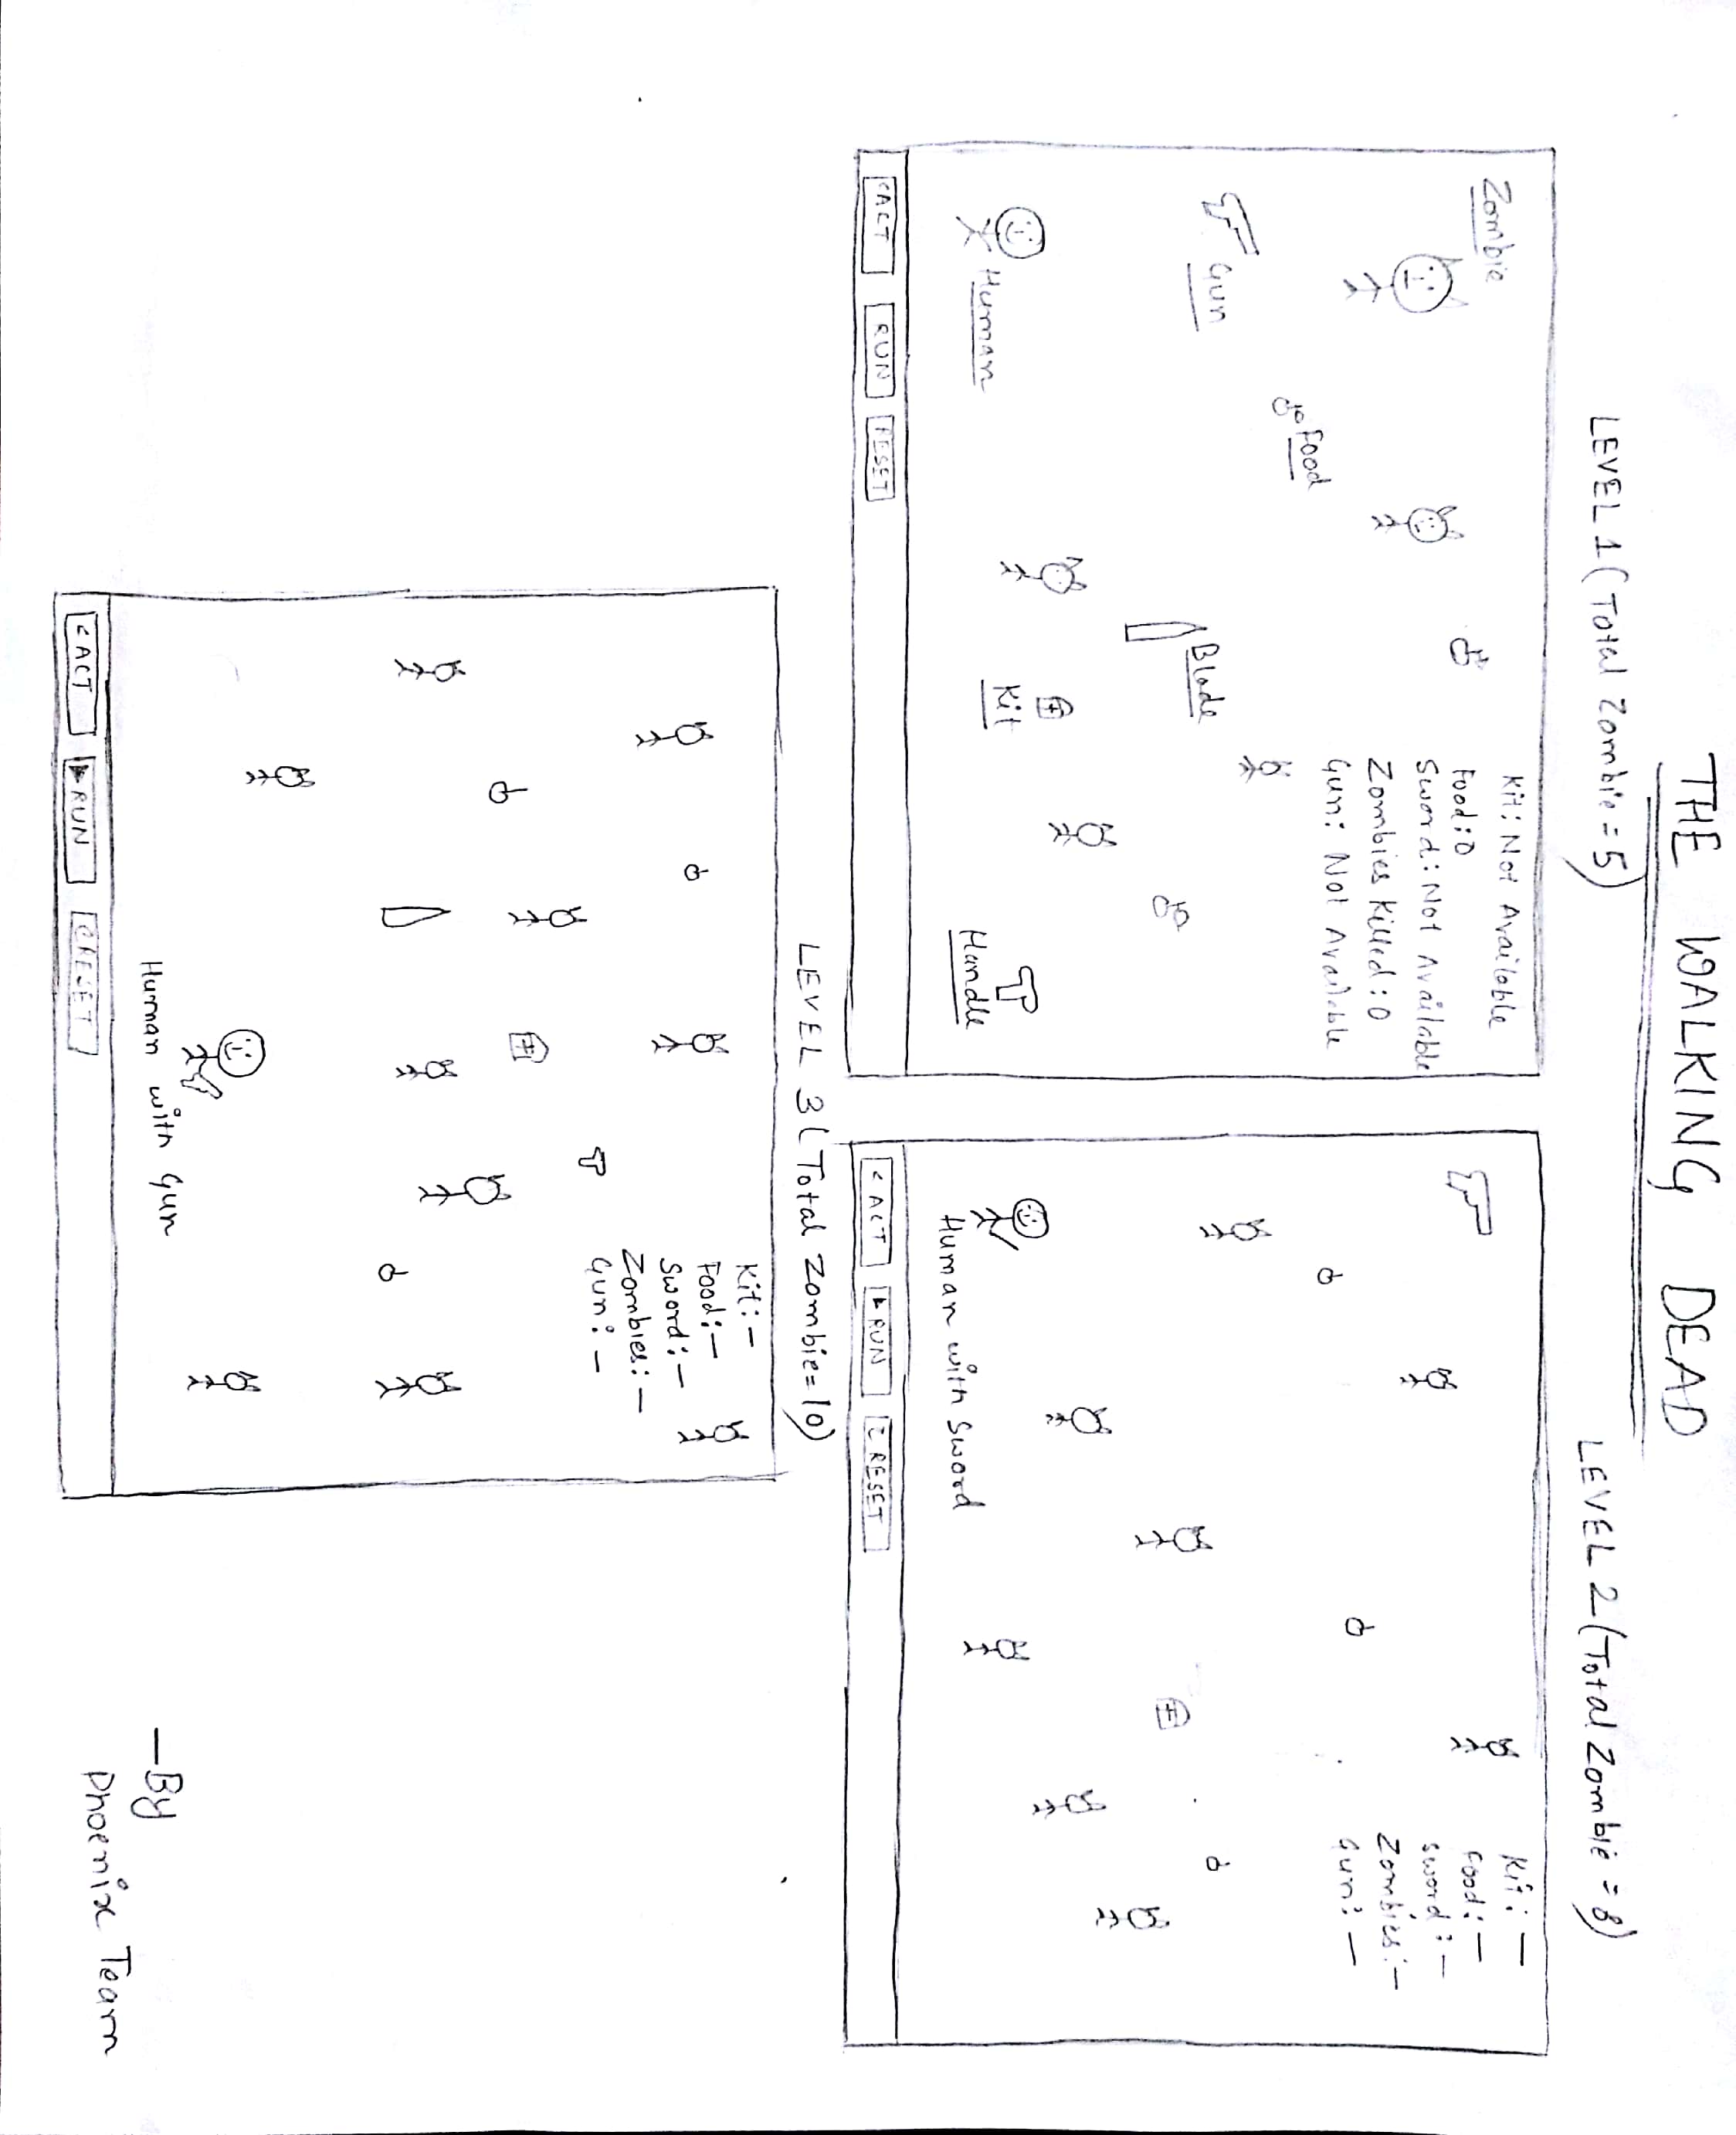 THE WALKING DEAD
LEVEL 1 (Total Zombie = 5)
LEVEL 2 (Total Zombie = 8)
Zombie
Kit: Not Available
Food: 0
Sword: Not Available
Zombies Killed: 0
Gun: Not Available
Food
Gun
Blade
Kit
Human
Handle
<ACT RUN RESET
Kit: —
Food: —
Sword: —
Zombies: —
Gun: —
Human with Sword
< ACT ▶ RUN RESET
LEVEL 3 (Total Zombie = 10)
Kit: —
Food: —
Sword: —
Zombies: —
Gun: —
Human with Gun
< ACT ▶ RUN RESET
— By
Phoenix Team